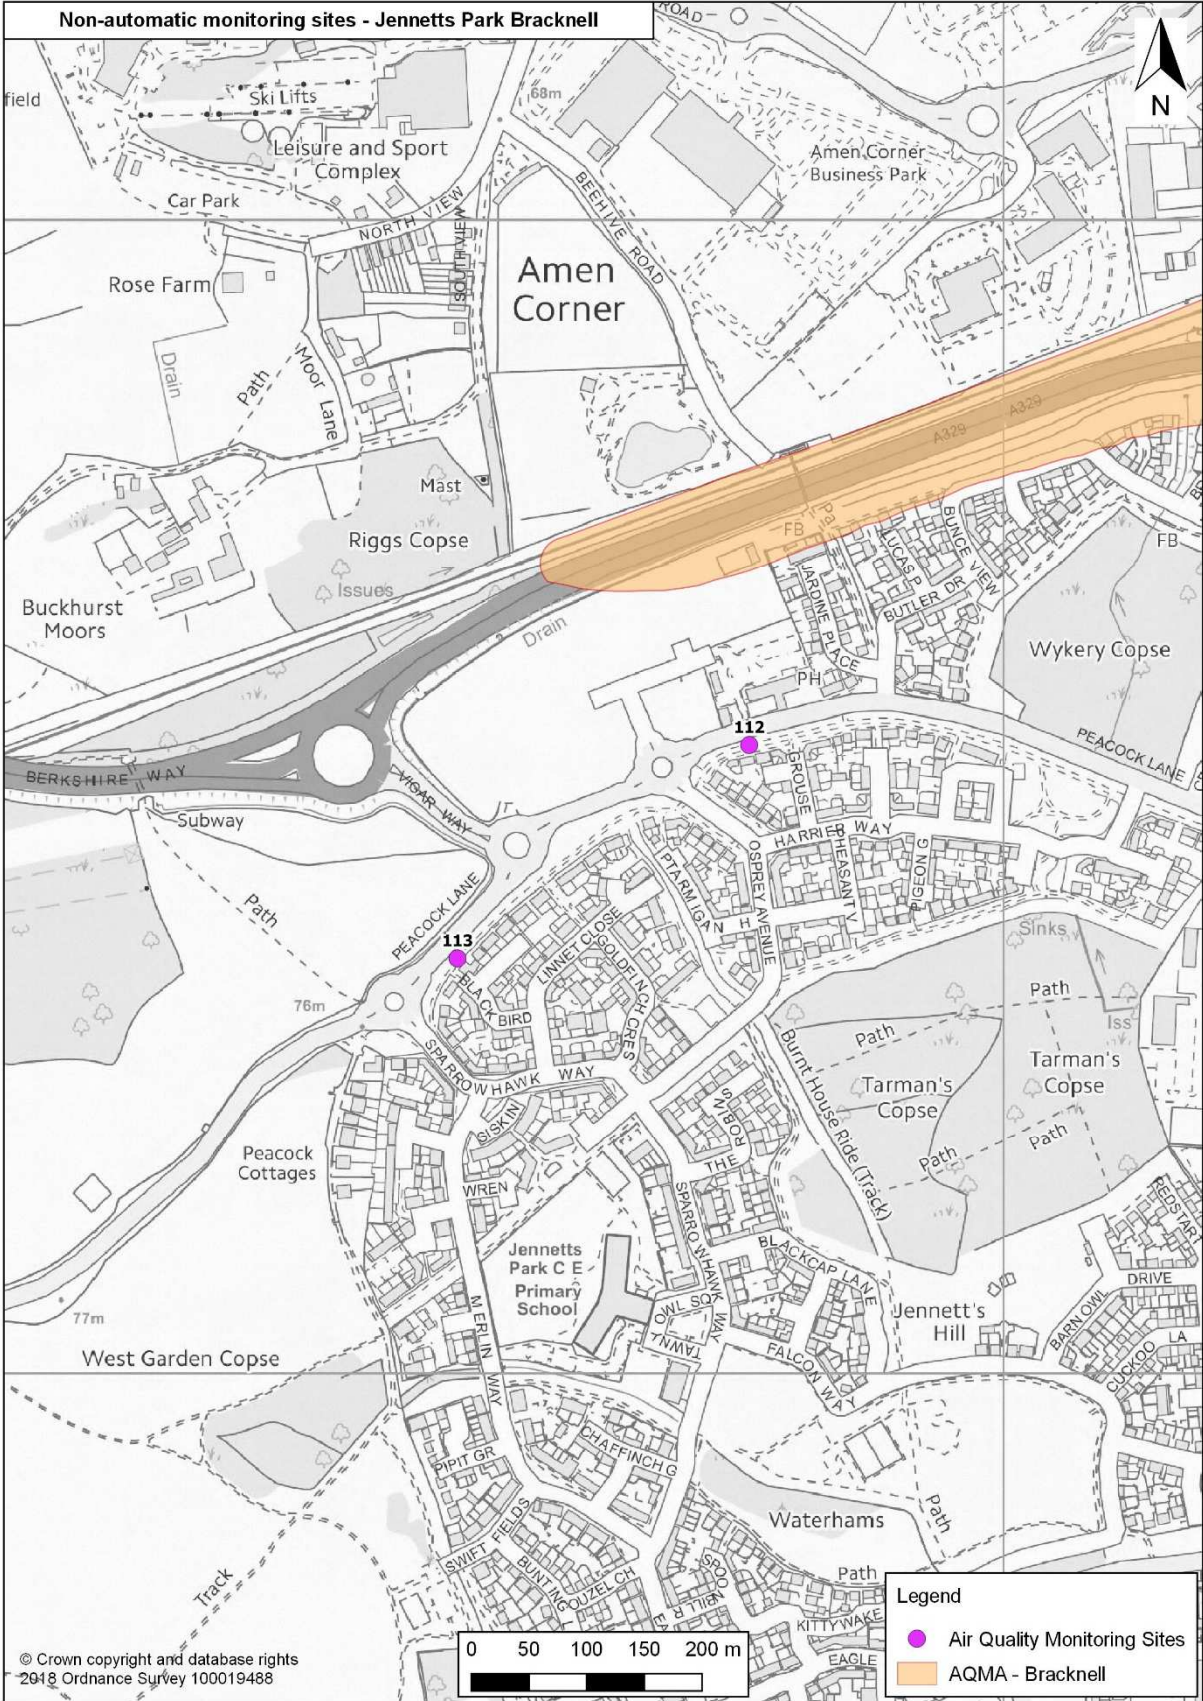 Non-automatic monitoring sites - Jennetts Park Bracknell
ROAD
N
field
Ski Lifts
68m
Leisure and Sport
Complex
Amen Corner
Business Park
Car Park
NORTH VIEW
SOUTH VIEW
BEEHIVE ROAD
Rose Farm
Amen
Corner
Drain
Path
Moor Lane
A329
A329
Mast
Riggs Copse
Issues
FB
FB
LUCAS P
BUNCE VIEW
BUTLER DR
JARDINE PLACE
Buckhurst
Moors
Drain
Wykery Copse
PH
112
PEACOCK LANE
BERKSHIRE WAY
VIGAR WAY
Subway
GROUSE
HARRIER WAY
PHEASANT V
PIGEON G
OSPREY AVENUE
PTARMIGAN H
Path
PEACOCK LANE
113
LINNET CLOSE
GOLDFINCH CRES
BLACK BIRD
Sinks
76m
Path
Iss
Path
Tarman's
Copse
Tarman's
Copse
Path
Path
Burnt House Ride (Track)
SPARROWHAWK WAY
SISKIN
THE ROBINS
Peacock
Cottages
WREN
SPARROWHAWK WAY
REDSTAR
Jennetts
Park C E
Primary
School
BLACKCAP LANE
OWL SQ
TAWNY
Jennett's
Hill
DRIVE
BARN OWL
CUCKOO
LA
77m
MERLIN WAY
FALCON WAY
West Garden Copse
CHAFFINCH G
PIPIT GR
Waterhams
Path
SWIFT FIELDS
BUNTING
OUZEL CH
SPOONBILL R
Path
KITTYWAKE
EAGLE
Track
Legend
Air Quality Monitoring Sites
AQMA - Bracknell
0 50 100 150 200 m
© Crown copyright and database rights
2018 Ordnance Survey 100019488